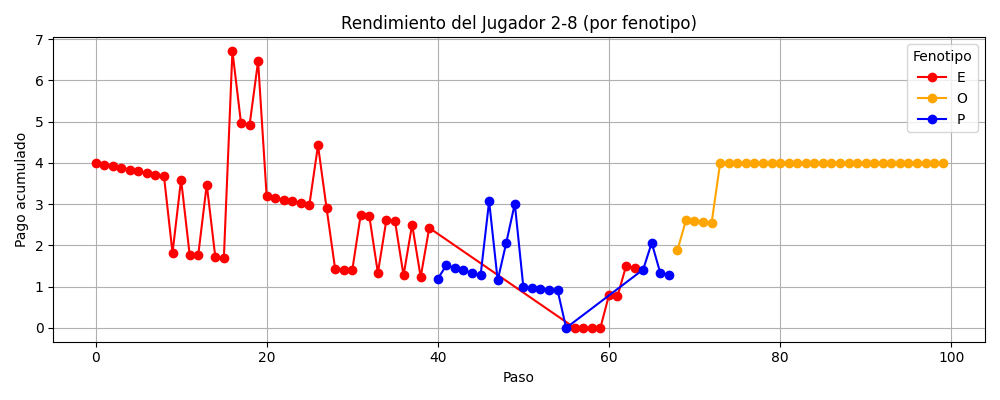 Rendimiento del Jugador 2-8 (por fenotipo)
Pago acumulado
7
6
5
4
3
2
1
0
Fenotipo
E
O
P
0 20 40 60 80 100
Paso